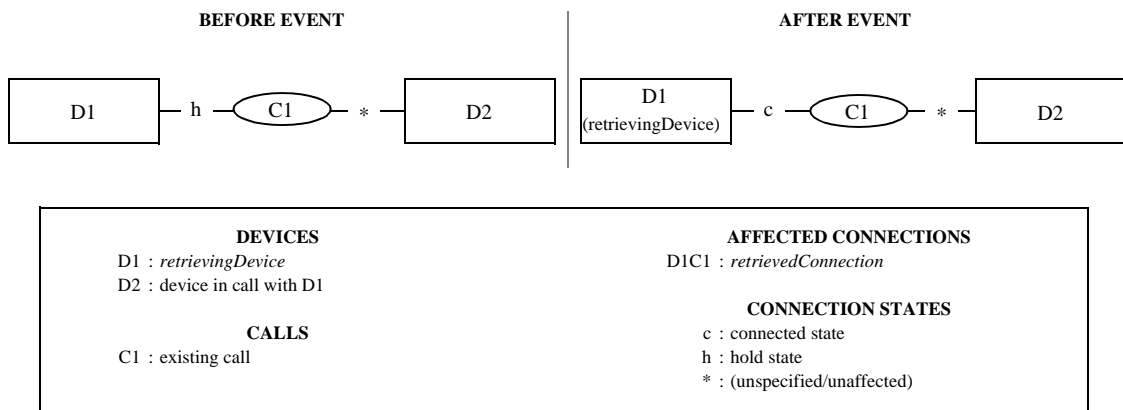 BEFORE EVENT
AFTER EVENT
D1 h C1 * D2
D1
(retrievingDevice)
c C1 * D2
DEVICES
D1 : retrievingDevice
D2 : device in call with D1
CALLS
C1 : existing call
AFFECTED CONNECTIONS
D1C1 : retrievedConnection
CONNECTION STATES
c : connected state
h : hold state
* : (unspecified/unaffected)